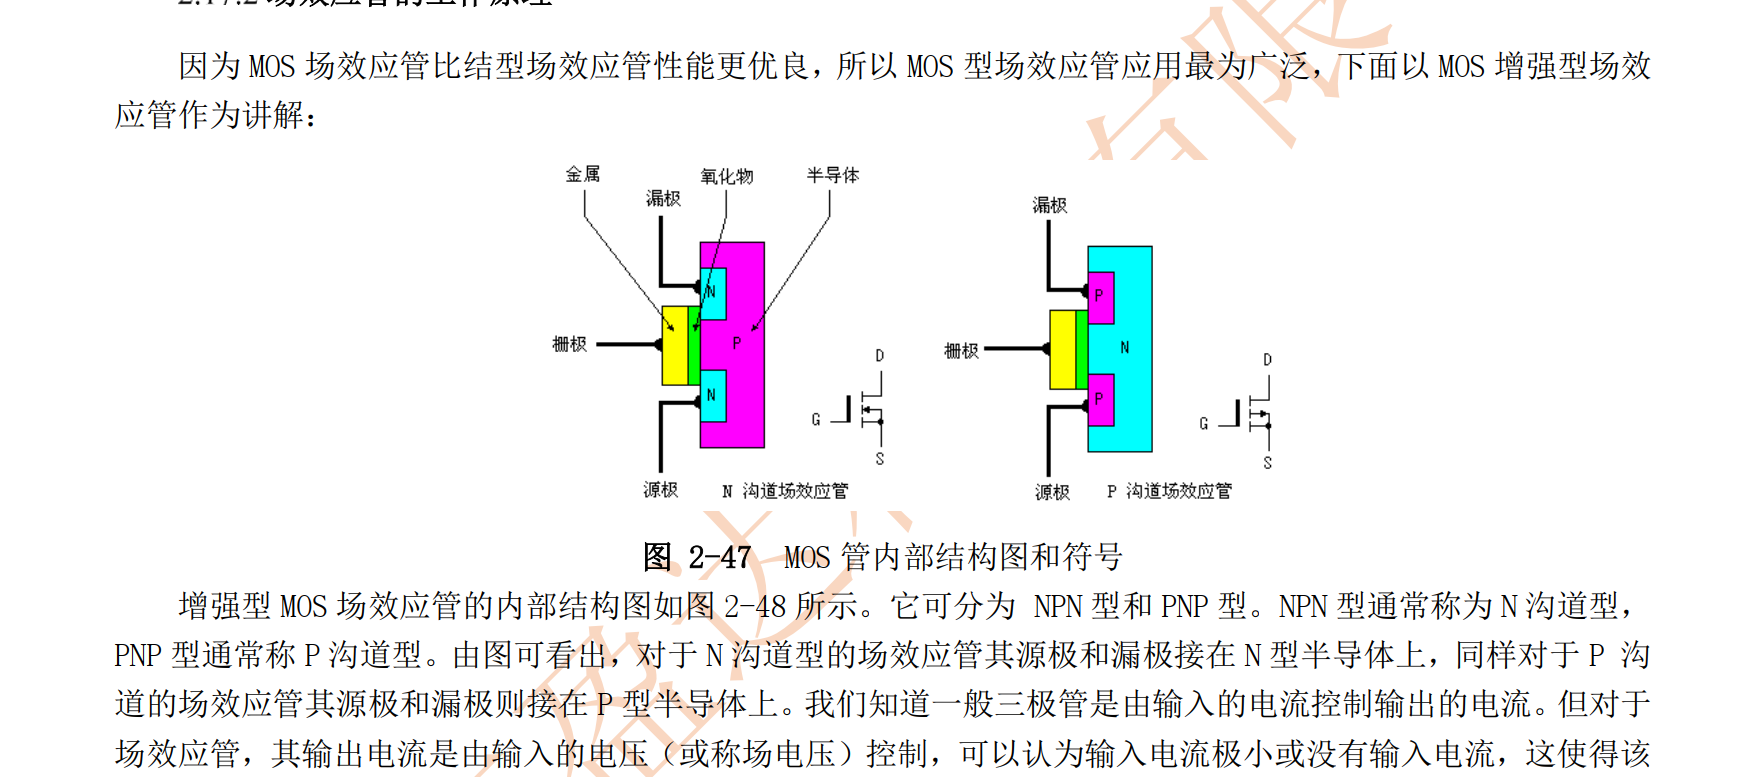 2.17.2 场效应管的工作原理
因为 MOS 场效应管比结型场效应管性能更优良，所以 MOS 型场效应管应用最为广泛，下面以 MOS 增强型场效
应管作为讲解：
金属
氧化物
半导体
漏极
N
栅极
P
N
源极
D
G
S
N 沟道场效应管
漏极
P
栅极
N
P
源极
D
G
S
P 沟道场效应管
图 2-47 MOS 管内部结构图和符号
增强型 MOS 场效应管的内部结构图如图 2-48 所示。它可分为 NPN 型和 PNP 型。NPN 型通常称为 N 沟道型，
PNP 型通常称 P 沟道型。由图可看出，对于 N 沟道型的场效应管其源极和漏极接在 N 型半导体上，同样对于 P 沟
道的场效应管其源极和漏极则接在 P 型半导体上。我们知道一般三极管是由输入的电流控制输出的电流。但对于
场效应管，其输出电流是由输入的电压（或称场电压）控制，可以认为输入电流极小或没有输入电流，这使得该